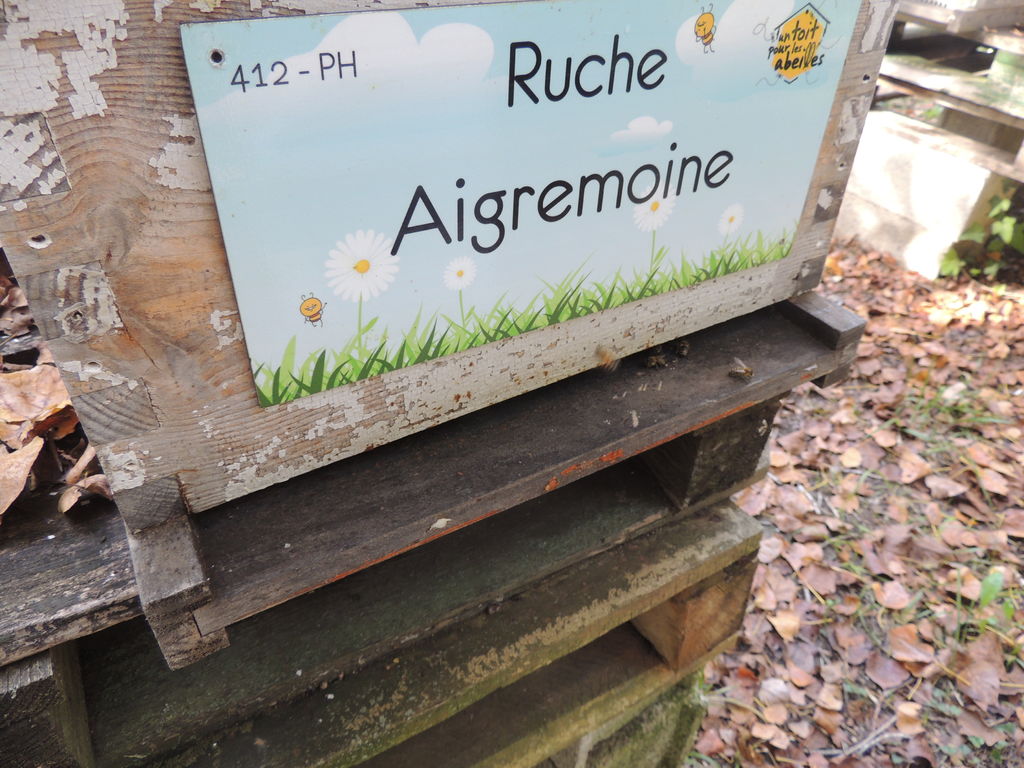 412 - PH
Ruche
Aigremoine
Un toit
pour les
abeilles